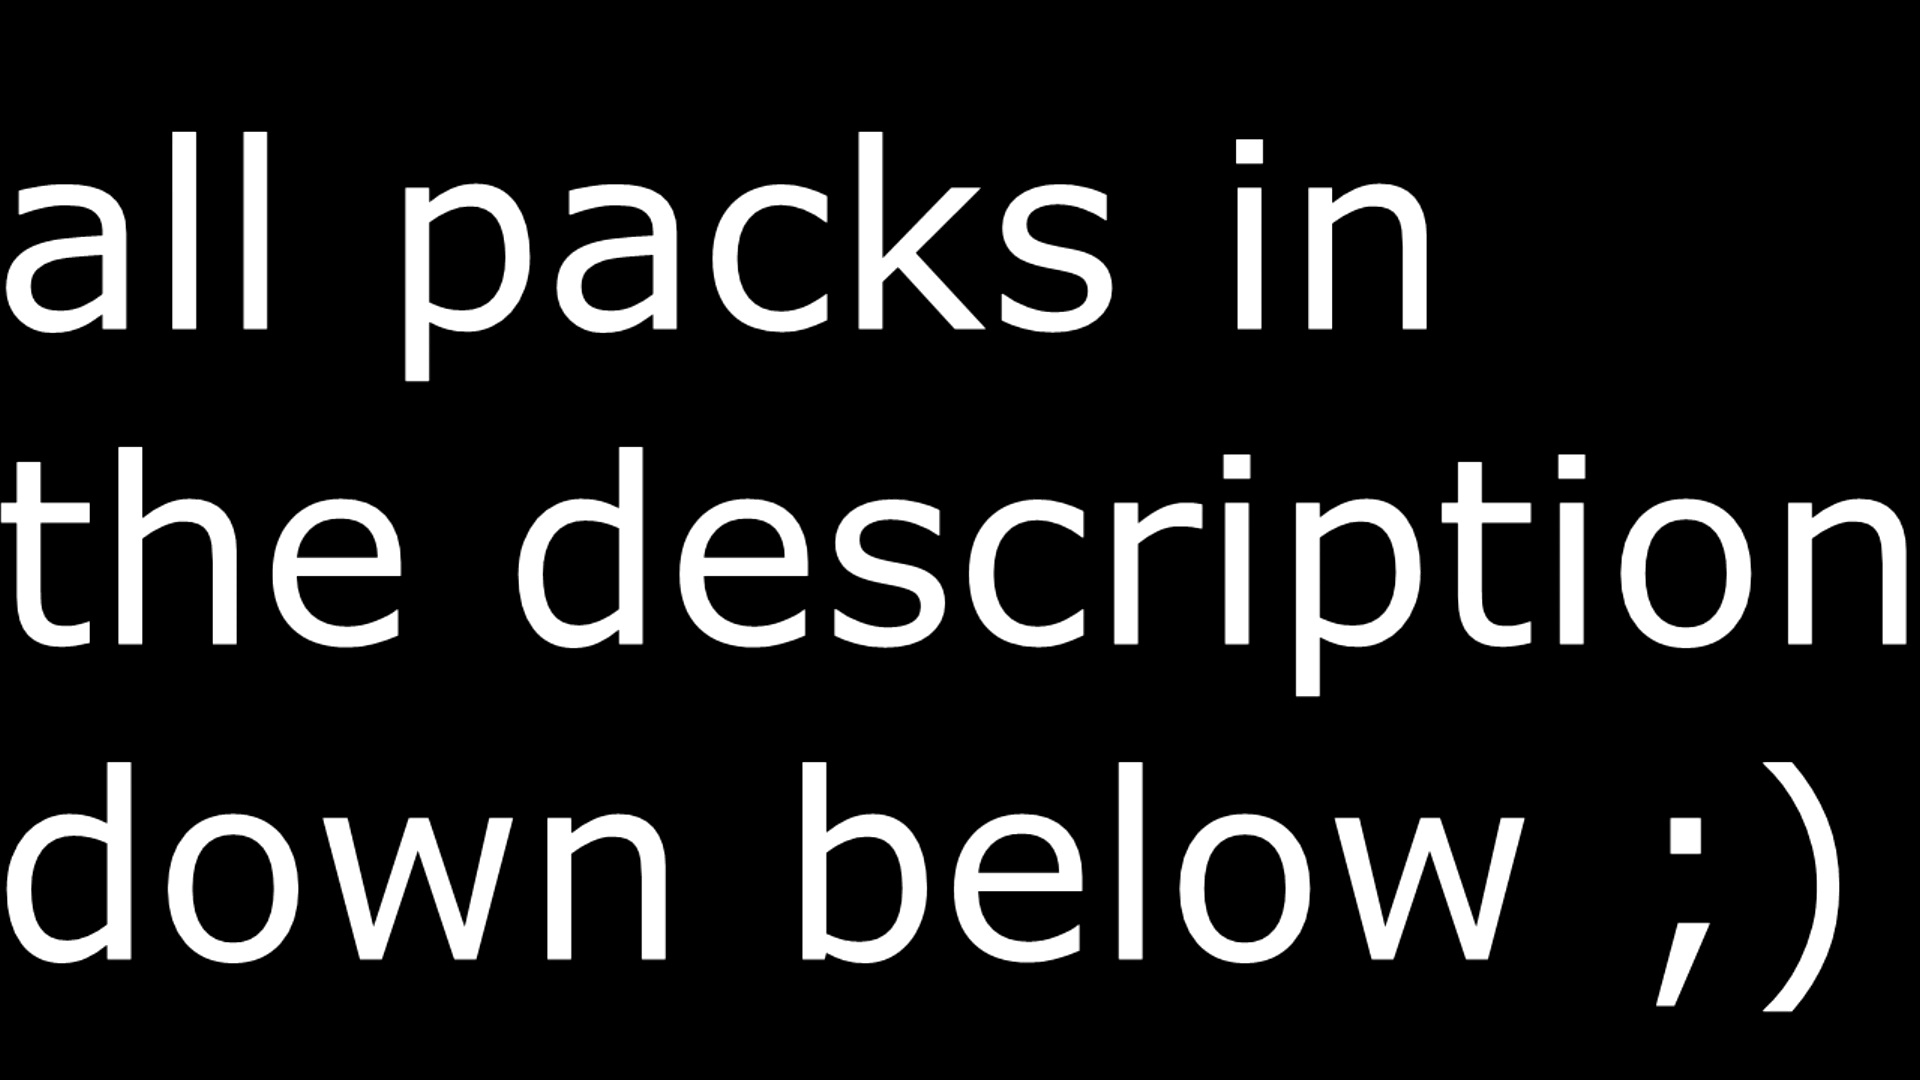 all packs in
the description
down below ;)